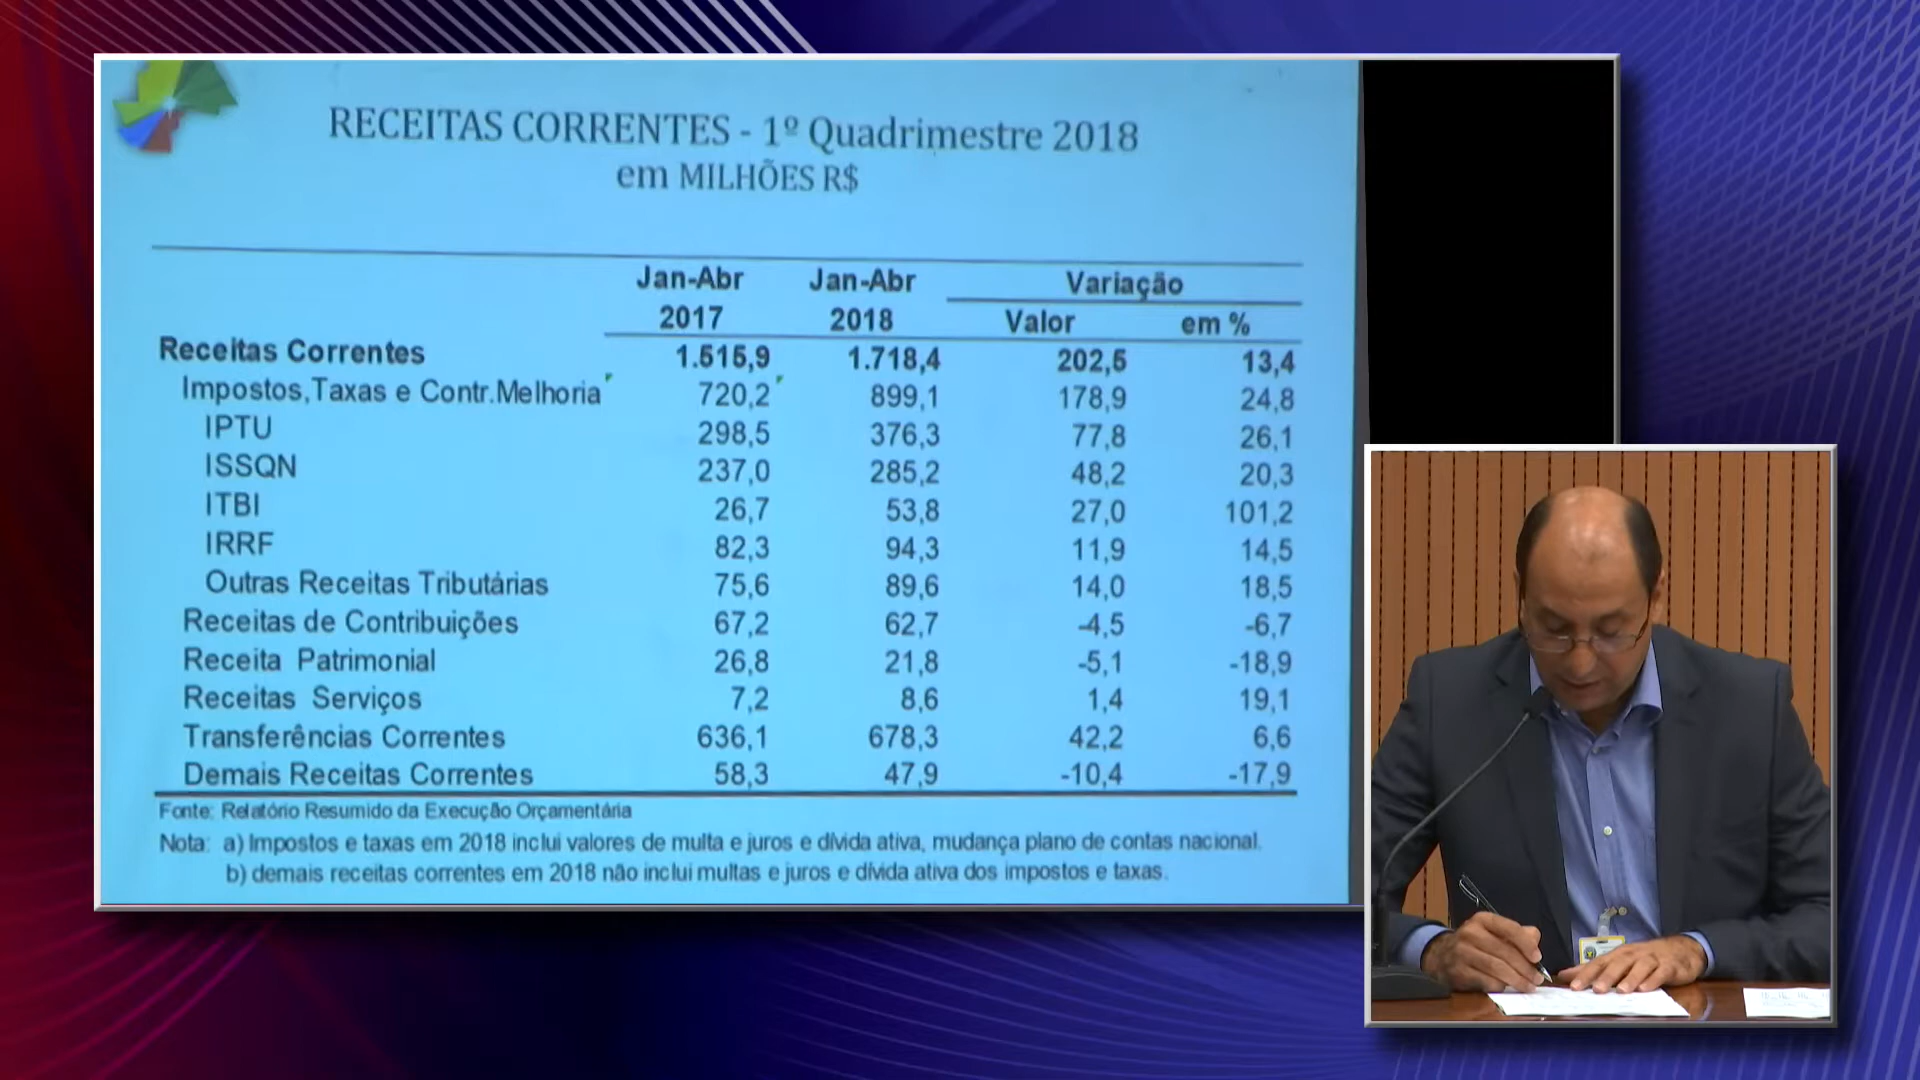 RECEITAS CORRENTES - 1º Quadrimestre 2018
em MILHÕES R$
Jan-Abr Jan-Abr Variação
2017 2018 Valor em %
Receitas Correntes 1.515,9 1.718,4 202,5 13,4
Impostos,Taxas e Contr.Melhoria 720,2 899,1 178,9 24,8
IPTU 298,5 376,3 77,8 26,1
ISSQN 237,0 285,2 48,2 20,3
ITBI 26,7 53,8 27,0 101,2
IRRF 82,3 94,3 11,9 14,5
Outras Receitas Tributárias 75,6 89,6 14,0 18,5
Receitas de Contribuições 67,2 62,7 -4,5 -6,7
Receita Patrimonial 26,8 21,8 -5,1 -18,9
Receitas Serviços 7,2 8,6 1,4 19,1
Transferências Correntes 636,1 678,3 42,2 6,6
Demais Receitas Correntes 58,3 47,9 -10,4 -17,9
Fonte: Relatório Resumido da Execução Orçamentária
Nota: a) Impostos e taxas em 2018 inclui valores de multa e juros e dívida ativa, mudança plano de contas nacional.
b) demais receitas correntes em 2018 não inclui multas e juros e dívida ativa dos impostos e taxas.